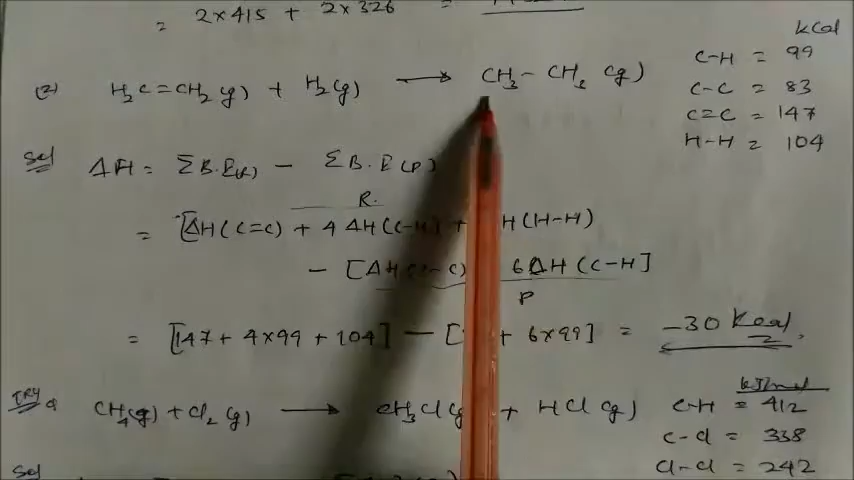 = 2×415 + 2×326 =
(2) H₂C=CH₂(g) + H₂(g) ⟶ CH₃-CH₃ (g)
kCal
C-H = 99
C-C = 83
C=C = 147
H-H = 104
Sol ΔH = ΣB.E(R) - ΣB.E(P)
R.
= [ΔH(C=C) + 4 ΔH(C-H) + H(H-H)
- [ΔH(C-C) 6ΔH(C-H]
P
= [147 + 4×99 + 104] — [ + 6×99] = -30 Kcal
TRY Q CH₄(g) + Cl₂(g) ⟶ CH₃Cl(g + HCl(g)
kJ/mol
C-H = 412
C-Cl = 338
Cl-Cl = 242
Sol